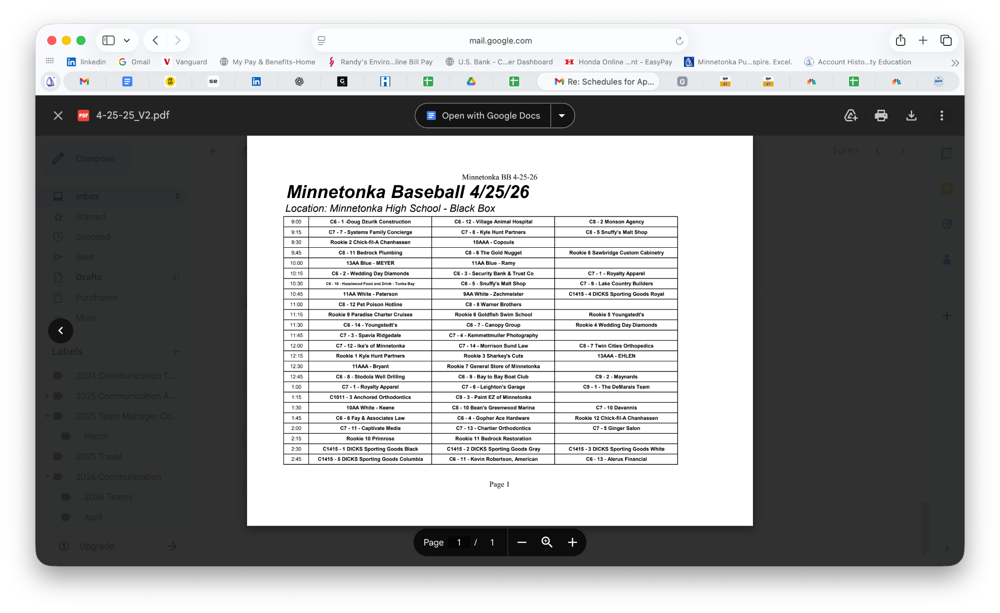 mail.google.com
linkedin Gmail Vanguard My Pay & Benefits-Home Randy's Enviro...line Bill Pay U.S. Bank - C...er Dashboard Honda Online ...nt - EasyPay Minnetonka Pu...spire. Excel. Account Histo...ty Education
se Re: Schedules for Ap... G
PDF 4-25-25_V2.pdf Open with Google Docs
Compose
2 of 911
Inbox 3
Starred
Snoozed
Sent
Drafts 31
Purchases
More
Labels
2024 Communication T...
2025 Communication A...
2025 Team Manager Co...
March
2025 Travel
2026 Communication
2026 Teams
April
Upgrade
Minnetonka BB 4-25-26
Minnetonka Baseball 4/25/26
Location: Minnetonka High School - Black Box
9:00 C6 - 1 -Doug Dzurik Construction C6 - 12 - Village Animal Hospital C8 - 2 Monson Agency
9:15 C7 - 7 - Systems Family Concierge C7 - 8 - Kyle Hunt Partners C8 - 5 Snuffy's Malt Shop
9:30 Rookie 2 Chick-fil-A Chanhassen 10AAA - Copouls
9;45 C8 - 11 Bedrock Plumbing C8 - 6 The Gold Nugget Rookie 8 Sawbridge Custom Cabinetry
10:00 13AA Blue - MEYER 11AA Blue - Ramy
10:15 C6 - 2 - Wedding Day Diamonds C6 - 3 - Security Bank & Trust Co C7 - 1 - Royalty Apparel
10:30 C6 - 10 - Hazelwood Food and Drink - Tonka Bay C6 - 5 - Snuffy's Malt Shop C7 - 9 - Lake Country Builders
10:45 11AA White - Peterson 9AA White - Zechmeister C1415 - 4 DICKS Sporting Goods Royal
11:00 C8 - 12 Pet Poison Hotline C8 - 8 Warner Brothers
11:15 Rookie 9 Paradise Charter Cruises Rookie 6 Goldfish Swim School Rookie 5 Youngstedt's
11:30 C6 - 14 - Youngstedt's C6 - 7 - Canopy Group Rookie 4 Wedding Day Diamonds
11:45 C7 - 3 - Spavia Ridgedale C7 - 4 - Kemmettmuller Photography
12:00 C7 - 12 - Ike's of Minnetonka C7 - 14 - Morrison Sund Law C8 - 7 Twin Cities Orthopedics
12:15 Rookie 1 Kyle Hunt Partners Rookie 3 Sharkey's Cuts 13AAA - EHLEN
12:30 11AAA - Bryant Rookie 7 General Store of Minnetonka
12:45 C6 - 8 - Stodola Well Drilling C6 - 9 - Bay to Bay Boat Club C9 - 2 - Maynards
1:00 C7 - 1 - Royalty Apparel C7 - 6 - Leighton's Garage C9 - 1 - The DeMarais Team
1:15 C1011 - 3 Anchored Orthodontics C9 - 3 - Paint EZ of Minnetonka
1:30 10AA White - Keene C8 - 10 Bean's Greenwood Marina C7 - 10 Davannis
1:45 C6 - 6 Fay & Associates Law C6 - 4 - Gopher Ace Hardware Rookie 12 Chick-fil-A Chanhassen
2:00 C7 - 11 - Captivate Media C7 - 13 - Chartier Orthodontics C7 - 5 Ginger Salon
2:15 Rookie 10 Primrose Rookie 11 Bedrock Restoration
2:30 C1415 - 1 DICKS Sporting Goods Black C1415 - 2 DICKS Sporting Goods Gray C1415 - 3 DICKS Sporting Goods White
2:45 C1415 - 5 DICKS Sporting Goods Columbia C6 - 11 - Kevin Robertson, American C6 - 13 - Alerus Financial
Page 1
Page 1 / 1